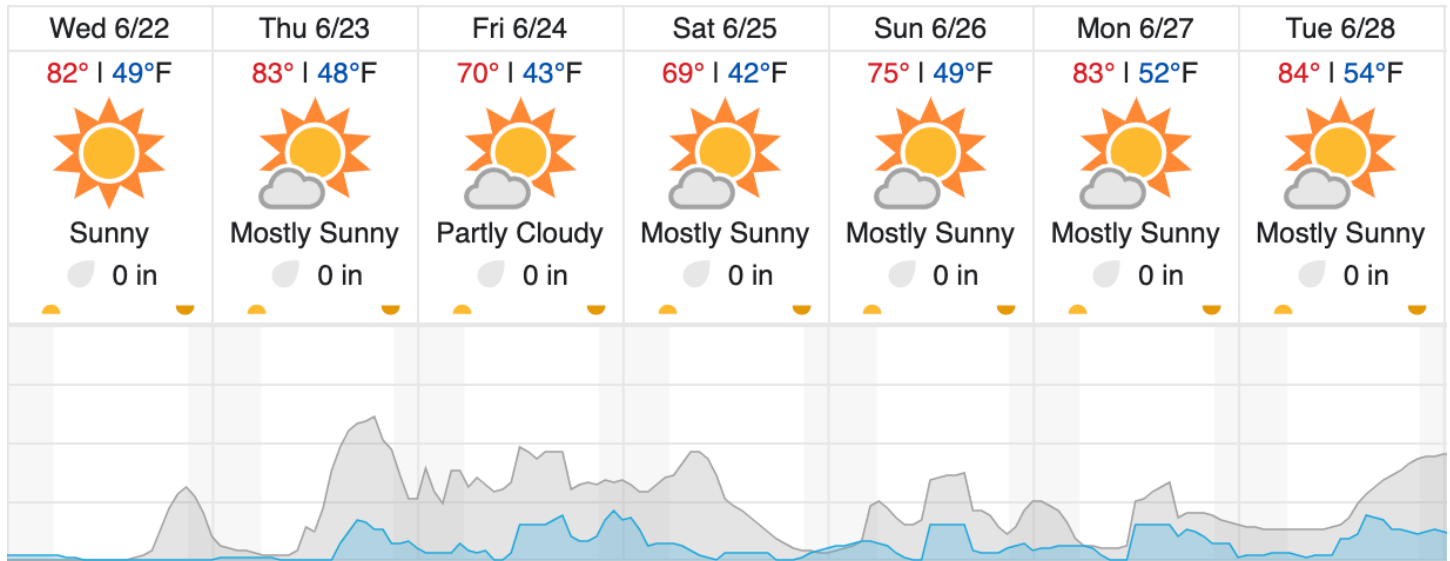 Wed 6/22 Thu 6/23 Fri 6/24 Sat 6/25 Sun 6/26 Mon 6/27 Tue 6/28
82° | 49°F 83° | 48°F 70° | 43°F 69° | 42°F 75° | 49°F 83° | 52°F 84° | 54°F
Sunny Mostly Sunny Partly Cloudy Mostly Sunny Mostly Sunny Mostly Sunny Mostly Sunny
0 in 0 in 0 in 0 in 0 in 0 in 0 in